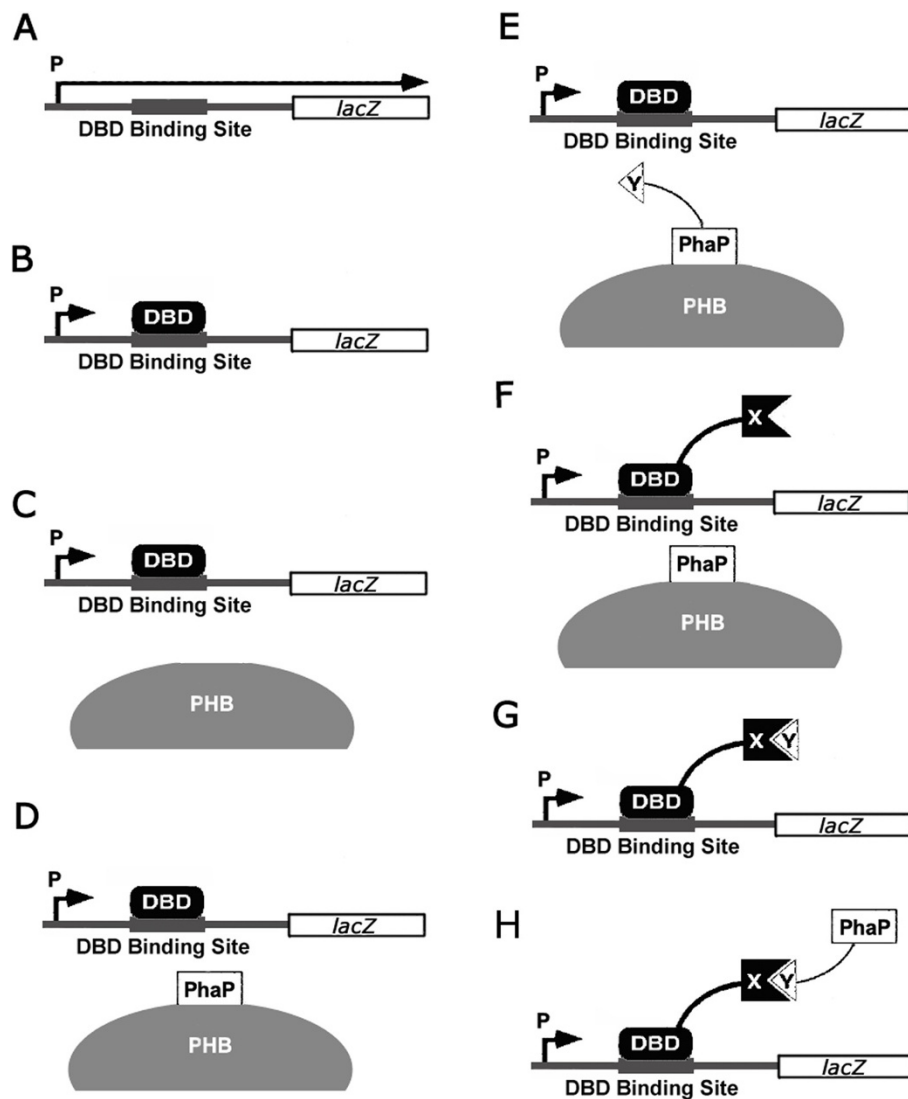 A
P
lacZ
DBD Binding Site
B
P
DBD
lacZ
DBD Binding Site
C
P
DBD
lacZ
DBD Binding Site
PHB
D
P
DBD
lacZ
DBD Binding Site
PhaP
PHB
E
P
DBD
lacZ
DBD Binding Site
Y
PhaP
PHB
F
X
P
DBD
lacZ
DBD Binding Site
PhaP
PHB
G
X Y
P
DBD
lacZ
DBD Binding Site
H
PhaP
X Y
P
DBD
lacZ
DBD Binding Site